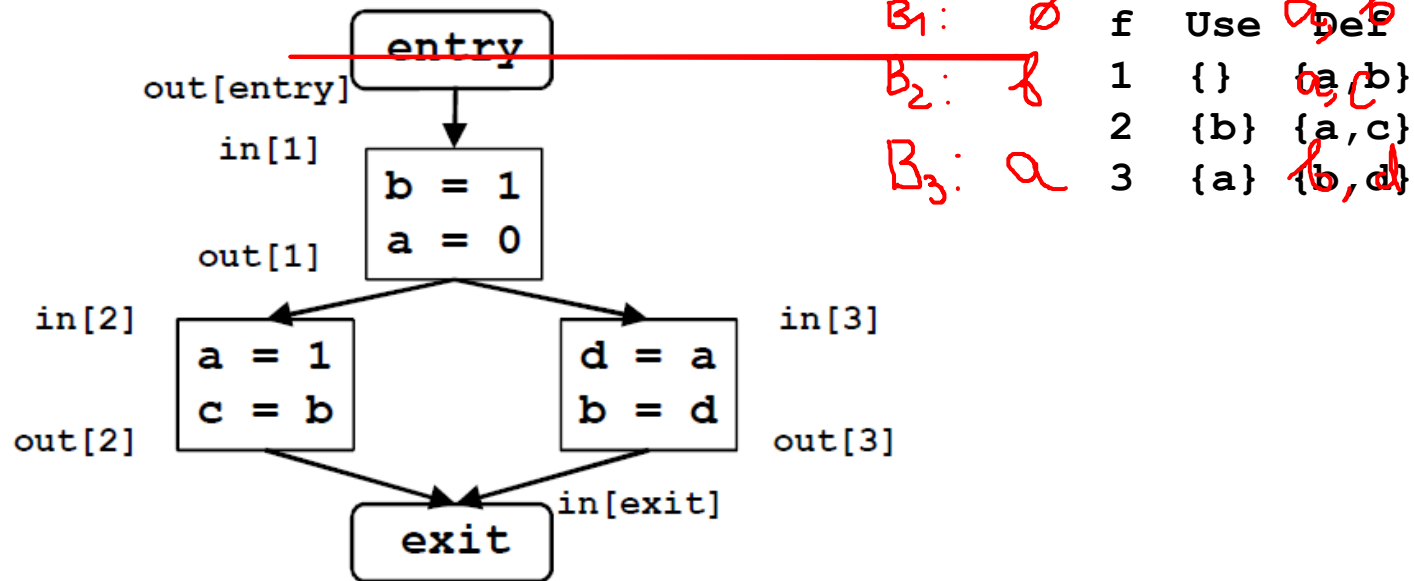 entry
out[entry]
in[1]
b = 1
a = 0
out[1]
in[2]
in[3]
a = 1
c = b
d = a
b = d
out[2]
out[3]
in[exit]
exit
B1: ∅ a, b
f Use Def
B2: b a, c
1 {} {a,b}
2 {b} {a,c}
B3: a b, d
3 {a} {b,d}